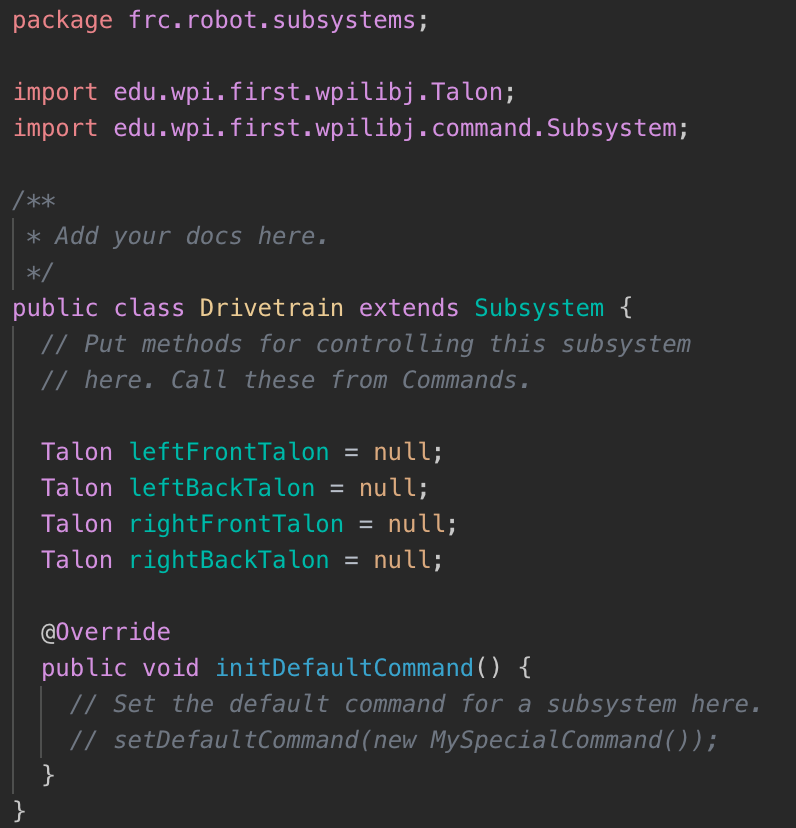 package frc.robot.subsystems;
import edu.wpi.first.wpilibj.Talon;
import edu.wpi.first.wpilibj.command.Subsystem;
/**
* Add your docs here.
*/
public class Drivetrain extends Subsystem {
// Put methods for controlling this subsystem
// here. Call these from Commands.
Talon leftFrontTalon = null;
Talon leftBackTalon = null;
Talon rightFrontTalon = null;
Talon rightBackTalon = null;
@Override
public void initDefaultCommand() {
// Set the default command for a subsystem here.
// setDefaultCommand(new MySpecialCommand());
}
}